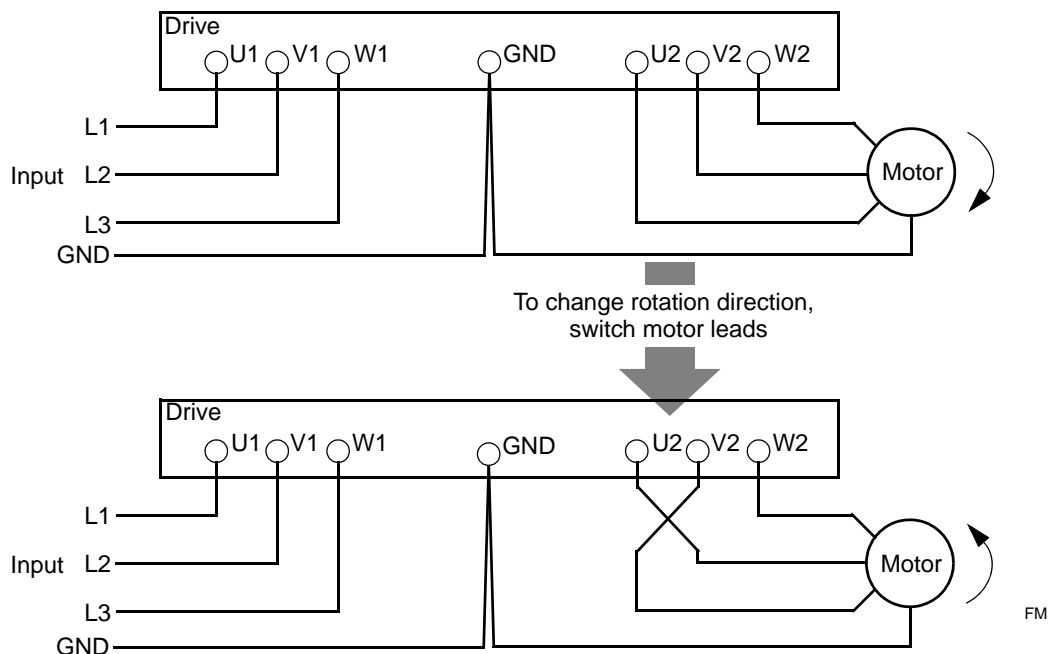 Drive
U1 V1 W1 GND U2 V2 W2
L1
Input L2 Motor
L3
GND
To change rotation direction,
switch motor leads
Drive
U1 V1 W1 GND U2 V2 W2
L1
Input L2 Motor
L3
FM
GND